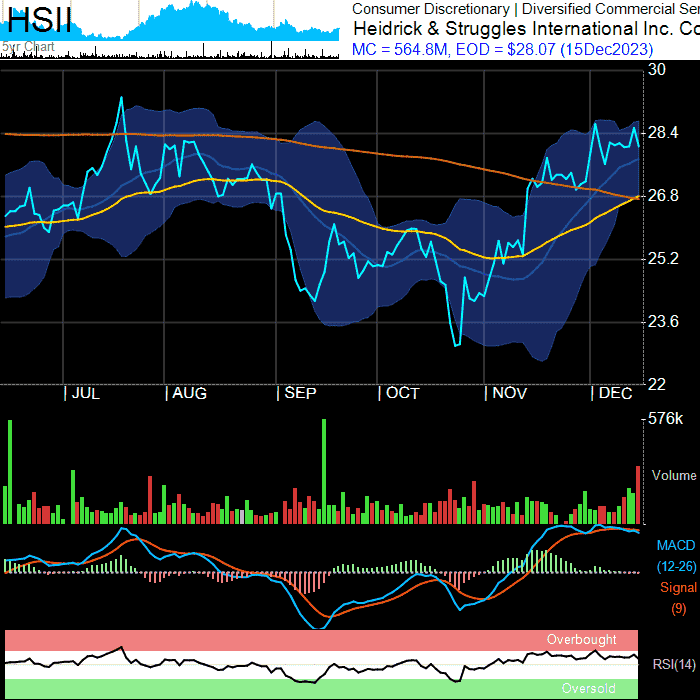 HSII
5yr Chart
Consumer Discretionary | Diversified Commercial Ser
Heidrick & Struggles International Inc. Co
MC = 564.8M, EOD = $28.07 (15Dec2023)
30
28.4
26.8
25.2
23.6
22
| JUL | AUG | SEP | OCT | NOV | DEC
576k
Volume
MACD
(12-26)
Signal
(9)
Overbought
RSI(14)
Oversold